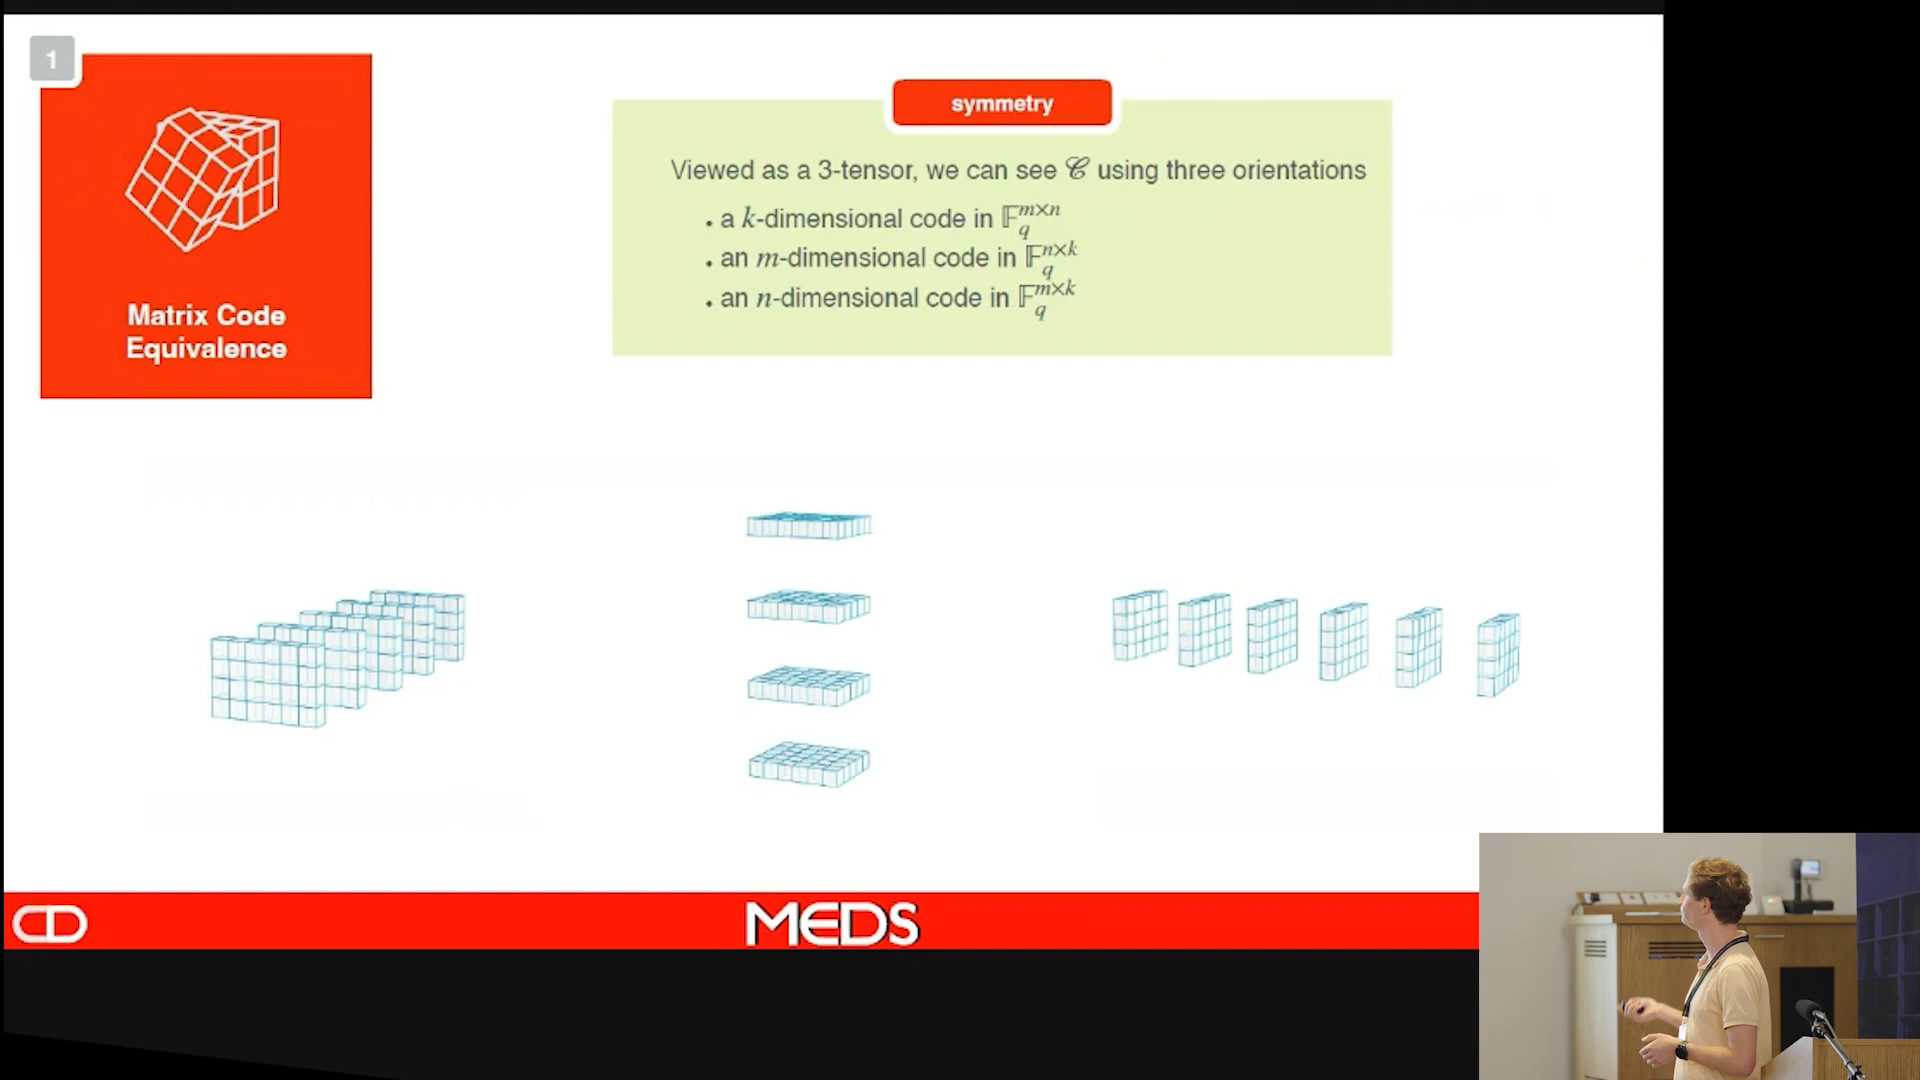 1
Matrix Code
Equivalence
symmetry
Viewed as a 3-tensor, we can see 𝒞 using three orientations
• a k-dimensional code in 𝔽_q^{m×n}
• an m-dimensional code in 𝔽_q^{n×k}
• an n-dimensional code in 𝔽_q^{m×k}
MEDS